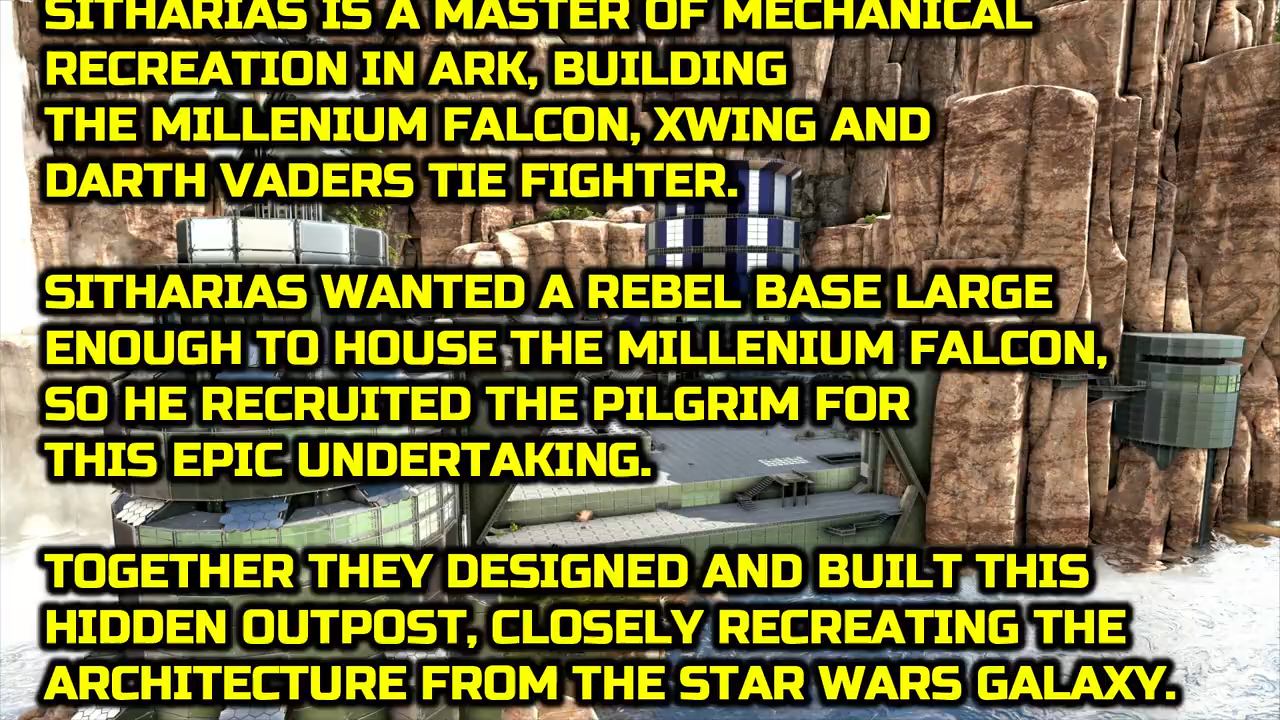 SITHARIAS IS A MASTER OF MECHANICAL
RECREATION IN ARK, BUILDING
THE MILLENIUM FALCON, XWING AND
DARTH VADERS TIE FIGHTER.
SITHARIAS WANTED A REBEL BASE LARGE
ENOUGH TO HOUSE THE MILLENIUM FALCON,
SO HE RECRUITED THE PILGRIM FOR
THIS EPIC UNDERTAKING.
TOGETHER THEY DESIGNED AND BUILT THIS
HIDDEN OUTPOST, CLOSELY RECREATING THE
ARCHITECTURE FROM THE STAR WARS GALAXY.